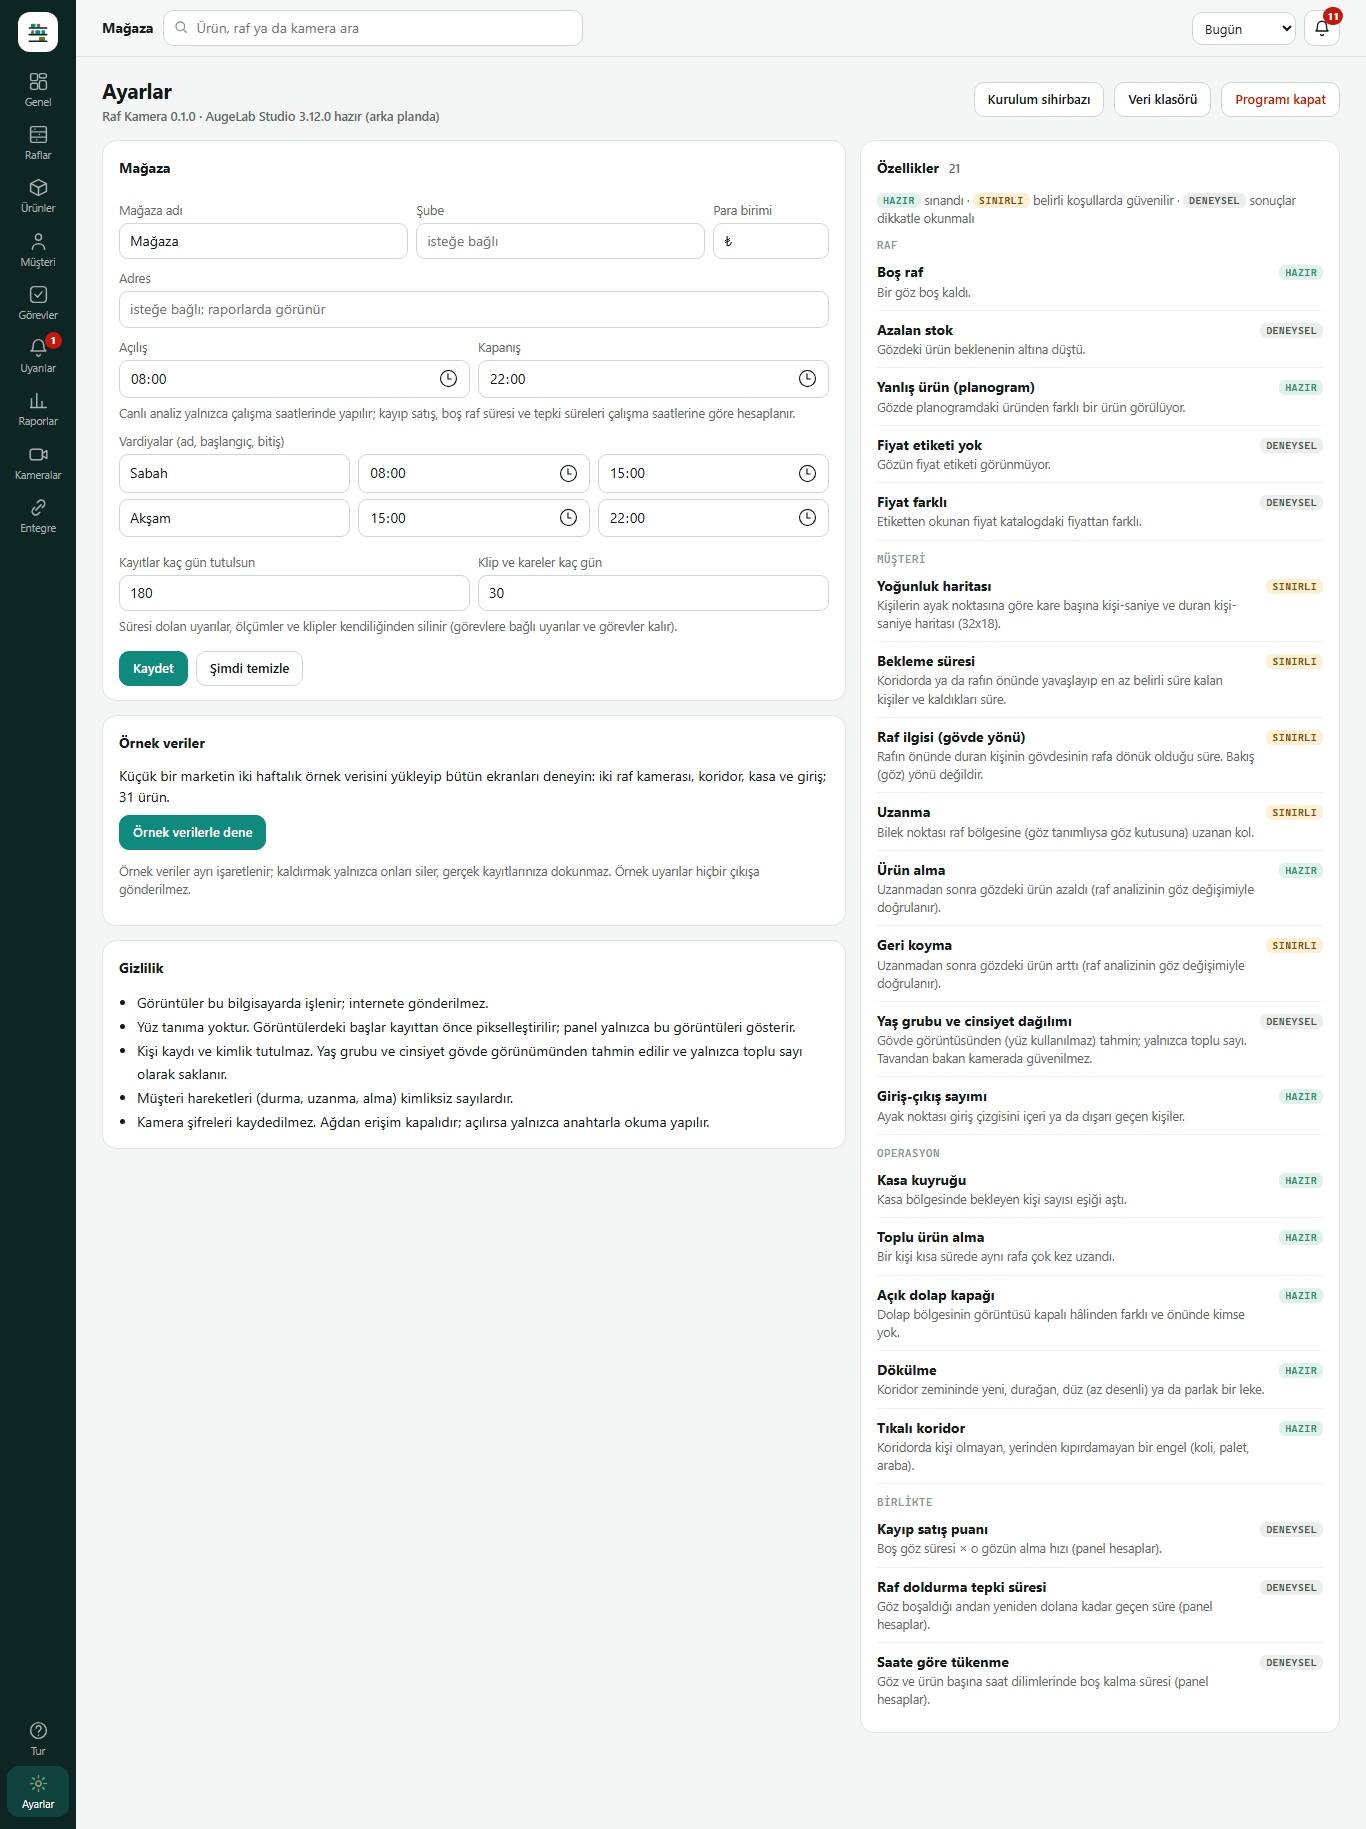 Genel
Raflar
Ürünler
Müşteri
Görevler
1
Uyarılar
Raporlar
Kameralar
Entegre
Tur
Ayarlar
Mağaza
Ürün, raf ya da kamera ara
Bugün
11
Ayarlar
Raf Kamera 0.1.0 · AugeLab Studio 3.12.0 hazır (arka planda)
Kurulum sihirbazı
Veri klasörü
Programı kapat
Mağaza
Mağaza adı
Şube
Para birimi
Mağaza
isteğe bağlı
₺
Adres
isteğe bağlı; raporlarda görünür
Açılış
Kapanış
08:00
22:00
Canlı analiz yalnızca çalışma saatlerinde yapılır; kayıp satış, boş raf süresi ve tepki süreleri çalışma saatlerine göre hesaplanır.
Vardiyalar (ad, başlangıç, bitiş)
Sabah
08:00
15:00
Akşam
15:00
22:00
Kayıtlar kaç gün tutulsun
Klip ve kareler kaç gün
180
30
Süresi dolan uyarılar, ölçümler ve klipler kendiliğinden silinir (görevlere bağlı uyarılar ve görevler kalır).
Kaydet
Şimdi temizle
Örnek veriler
Küçük bir marketin iki haftalık örnek verisini yükleyip bütün ekranları deneyin: iki raf kamerası, koridor, kasa ve giriş;
31 ürün.
Örnek verilerle dene
Örnek veriler ayrı işaretlenir; kaldırmak yalnızca onları siler, gerçek kayıtlarınıza dokunmaz. Örnek uyarılar hiçbir çıkışa
gönderilmez.
Gizlilik
• Görüntüler bu bilgisayarda işlenir; internete gönderilmez.
• Yüz tanıma yoktur. Görüntülerdeki başlar kayıttan önce pikselleştirilir; panel yalnızca bu görüntüleri gösterir.
• Kişi kaydı ve kimlik tutulmaz. Yaş grubu ve cinsiyet gövde görünümünden tahmin edilir ve yalnızca toplu sayı
olarak saklanır.
• Müşteri hareketleri (durma, uzanma, alma) kimliksiz sayılardır.
• Kamera şifreleri kaydedilmez. Ağdan erişim kapalıdır; açılırsa yalnızca anahtarla okuma yapılır.
Özellikler 21
HAZIR sınandı · SINIRLI belirli koşullarda güvenilir · DENEYSEL sonuçlar
dikkatle okunmalı
RAF
Boş raf HAZIR
Bir göz boş kaldı.
Azalan stok DENEYSEL
Gözdeki ürün beklenenin altına düştü.
Yanlış ürün (planogram) HAZIR
Gözde planogramdaki üründen farklı bir ürün görülüyor.
Fiyat etiketi yok DENEYSEL
Gözün fiyat etiketi görünmüyor.
Fiyat farklı DENEYSEL
Etiketten okunan fiyat katalogdaki fiyattan farklı.
MÜŞTERİ
Yoğunluk haritası SINIRLI
Kişilerin ayak noktasına göre kare başına kişi-saniye ve duran kişi-
saniye haritası (32x18).
Bekleme süresi SINIRLI
Koridorda ya da rafın önünde yavaşlayıp en az belirli süre kalan
kişiler ve kaldıkları süre.
Raf ilgisi (gövde yönü) SINIRLI
Rafın önünde duran kişinin gövdesinin rafa dönük olduğu süre. Bakış
(göz) yönü değildir.
Uzanma SINIRLI
Bilek noktası raf bölgesine (göz tanımlıysa göz kutusuna) uzanan kol.
Ürün alma HAZIR
Uzanmadan sonra gözdeki ürün azaldı (raf analizinin göz değişimiyle
doğrulanır).
Geri koyma SINIRLI
Uzanmadan sonra gözdeki ürün arttı (raf analizinin göz değişimiyle
doğrulanır).
Yaş grubu ve cinsiyet dağılımı DENEYSEL
Gövde görüntüsünden (yüz kullanılmaz) tahmin; yalnızca toplu sayı.
Tavandan bakan kamerada güvenilmez.
Giriş-çıkış sayımı HAZIR
Ayak noktası giriş çizgisini içeri ya da dışarı geçen kişiler.
OPERASYON
Kasa kuyruğu HAZIR
Kasa bölgesinde bekleyen kişi sayısı eşiği aştı.
Toplu ürün alma HAZIR
Bir kişi kısa sürede aynı rafa çok kez uzandı.
Açık dolap kapağı HAZIR
Dolap bölgesinin görüntüsü kapalı hâlinden farklı ve önünde kimse
yok.
Dökülme HAZIR
Koridor zemininde yeni, durağan, düz (az desenli) ya da parlak bir leke.
Tıkalı koridor HAZIR
Koridorda kişi olmayan, yerinden kıpırdamayan bir engel (koli, palet,
araba).
BİRLİKTE
Kayıp satış puanı DENEYSEL
Boş göz süresi × o gözün alma hızı (panel hesaplar).
Raf doldurma tepki süresi DENEYSEL
Göz boşaldığı andan yeniden dolana kadar geçen süre (panel
hesaplar).
Saate göre tükenme DENEYSEL
Göz ve ürün başına saat dilimlerinde boş kalma süresi (panel
hesaplar).